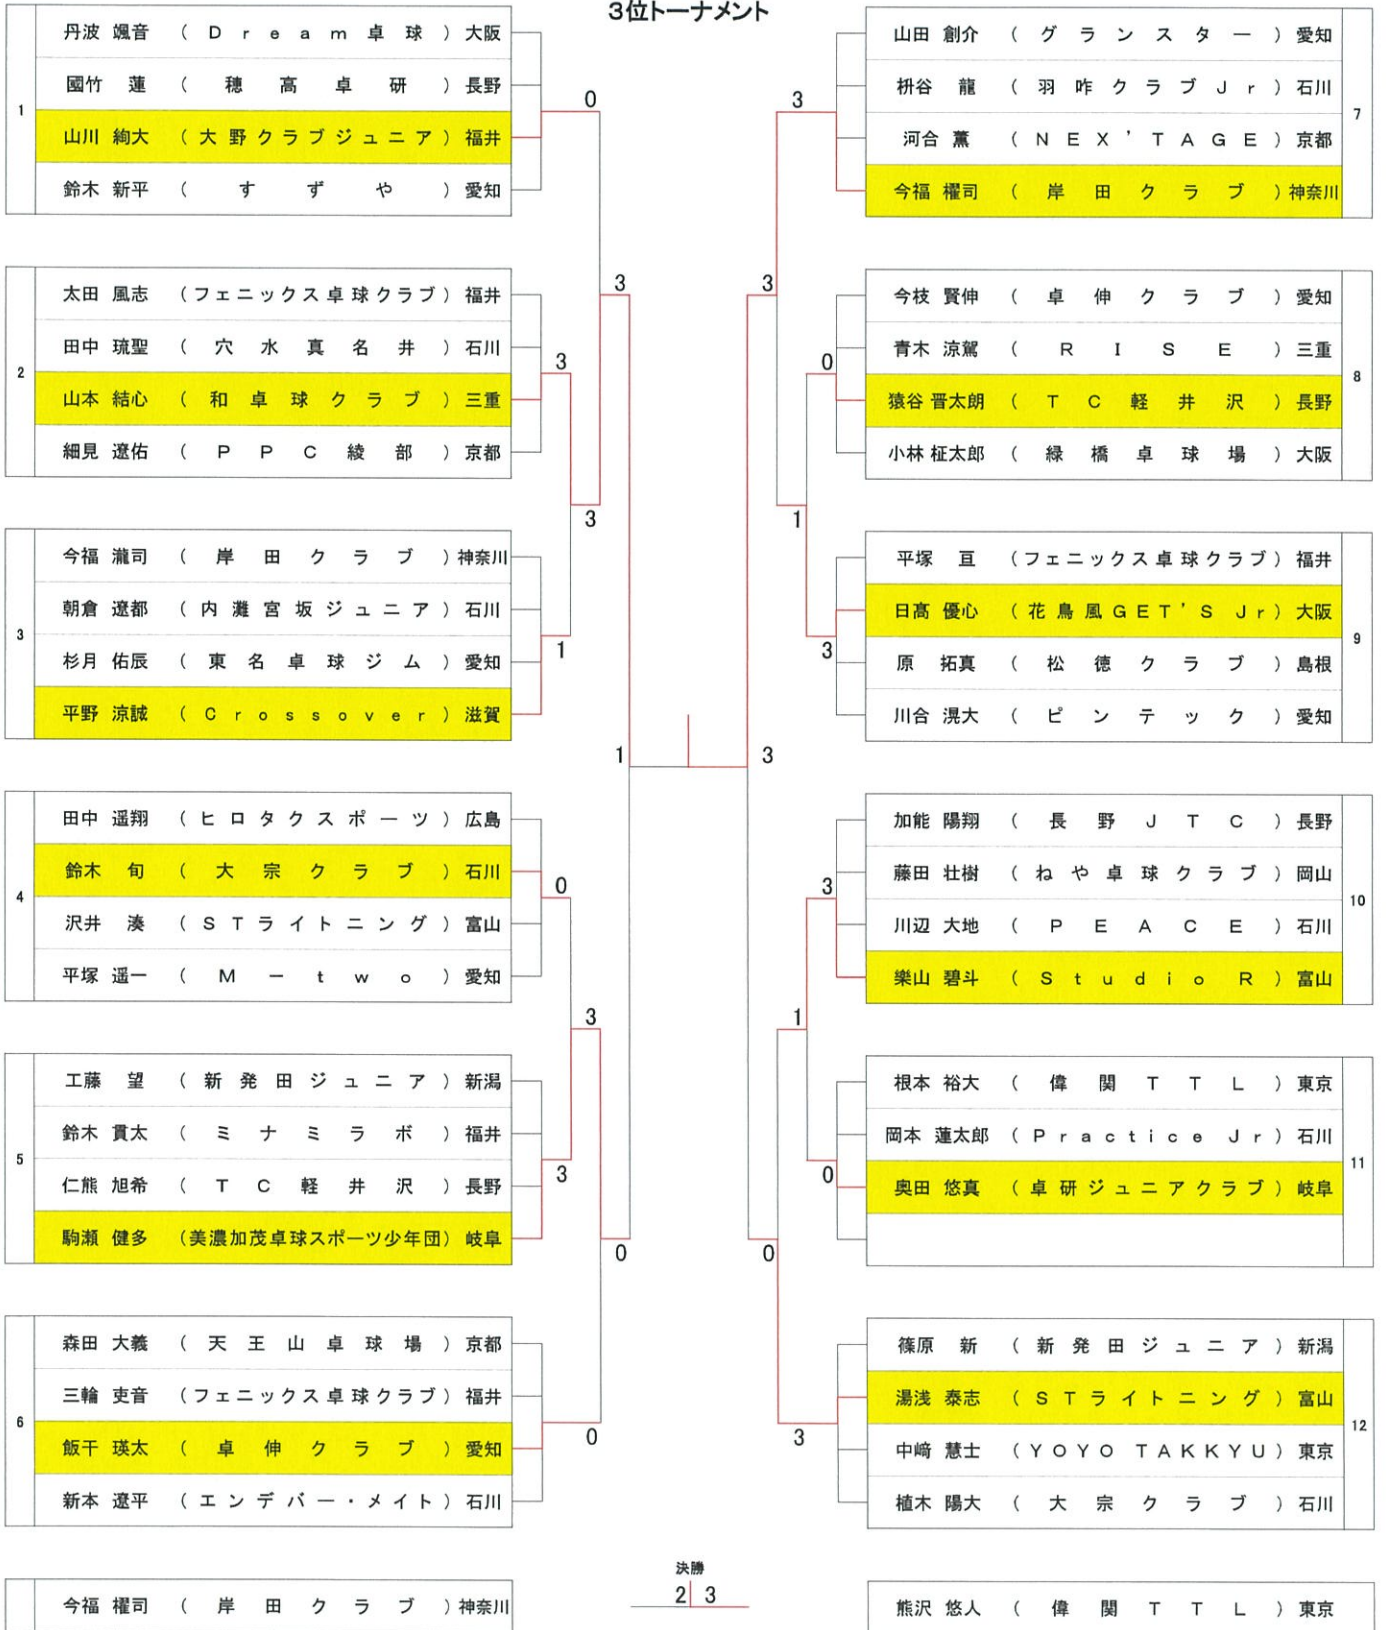 3位トーナメント
1
丹波 颯音 (Dream卓球) 大阪
國竹 蓮 (穂高卓研) 長野
山川 絢大 (大野クラブジュニア) 福井
鈴木 新平 (すずや) 愛知
0
2
太田 風志 (フェニックス卓球クラブ) 福井
田中 琉聖 (穴水真名井) 石川
山本 結心 (和卓球クラブ) 三重
細見 遼佑 (PPC綾部) 京都
3
3
3
3
今福 瀧司 (岸田クラブ) 神奈川
朝倉 遼都 (内灘宮坂ジュニア) 石川
杉月 佑辰 (東名卓球ジム) 愛知
平野 涼誠 (Crossover) 滋賀
1
1
4
田中 遥翔 (ヒロタクスポーツ) 広島
鈴木 旬 (大宗クラブ) 石川
沢井 湊 (STライトニング) 富山
平塚 遥一 (M-two) 愛知
0
3
5
工藤 望 (新発田ジュニア) 新潟
鈴木 貫太 (ミナミラボ) 福井
仁熊 旭希 (TC軽井沢) 長野
駒瀬 健多 (美濃加茂卓球スポーツ少年団) 岐阜
3
0
6
森田 大義 (天王山卓球場) 京都
三輪 吏音 (フェニックス卓球クラブ) 福井
飯干 瑛太 (卓伸クラブ) 愛知
新本 遼平 (エンデバー・メイト) 石川
0
7
山田 創介 (グランスター) 愛知
枡谷 龍 (羽咋クラブJr) 石川
河合 薫 (NEX'TAGE) 京都
今福 櫂司 (岸田クラブ) 神奈川
3
3
8
今枝 賢伸 (卓伸クラブ) 愛知
青木 涼駕 (RISE) 三重
猿谷 晋太朗 (TC軽井沢) 長野
小林 柾太郎 (緑橋卓球場) 大阪
0
1
9
平塚 亘 (フェニックス卓球クラブ) 福井
日髙 優心 (花鳥風GET'S Jr) 大阪
原 拓真 (松徳クラブ) 島根
川合 滉大 (ピンテック) 愛知
3
3
10
加能 陽翔 (長野JTC) 長野
藤田 壮樹 (ねや卓球クラブ) 岡山
川辺 大地 (PEACE) 石川
樂山 碧斗 (Studio R) 富山
3
1
11
根本 裕大 (偉関TTL) 東京
岡本 蓮太郎 (Practice Jr) 石川
奥田 悠真 (卓研ジュニアクラブ) 岐阜
0
0
12
篠原 新 (新発田ジュニア) 新潟
湯浅 泰志 (STライトニング) 富山
中﨑 慧士 (YOYO TAKKYU) 東京
植木 陽大 (大宗クラブ) 石川
3
決勝
今福 櫂司 (岸田クラブ) 神奈川
2 3
熊沢 悠人 (偉関TTL) 東京